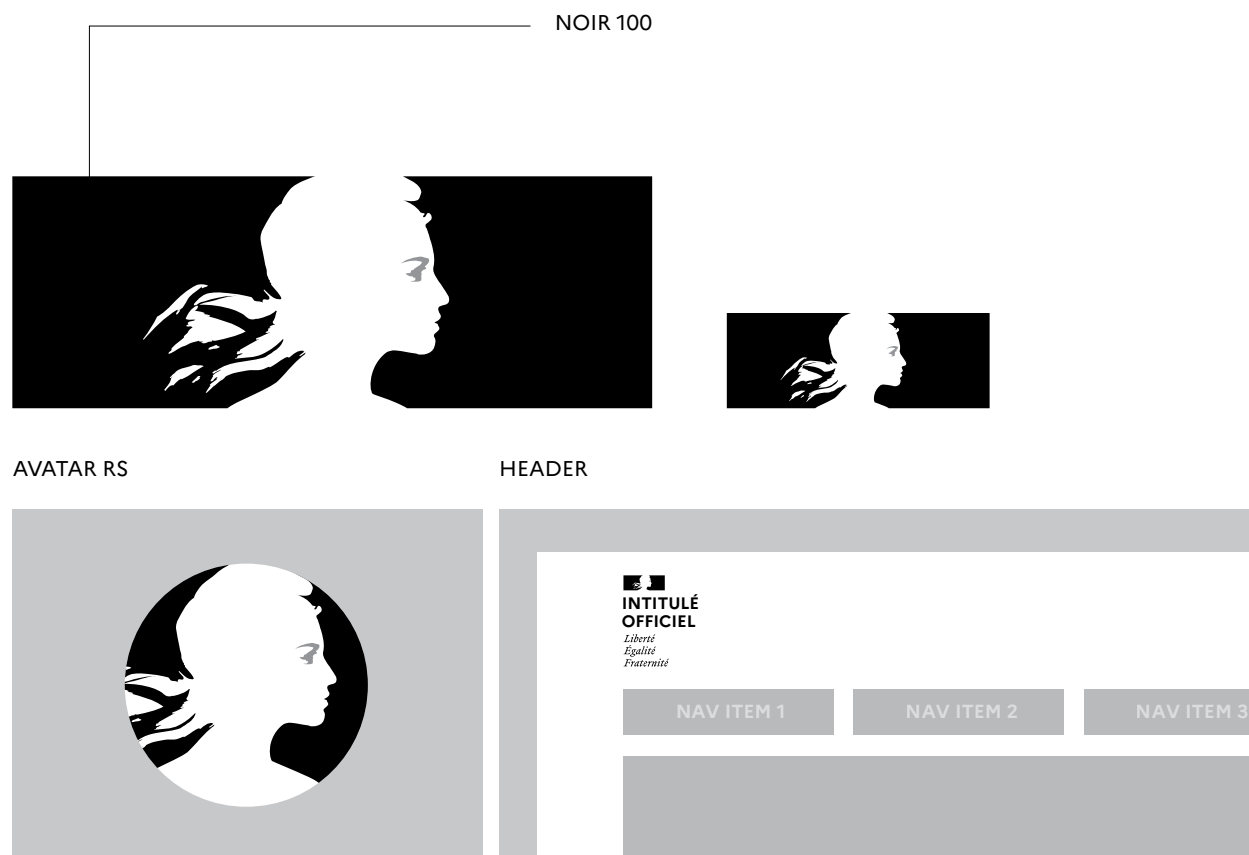 NOIR 100
AVATAR RS
HEADER
INTITULÉ
OFFICIEL
Liberté
Égalité
Fraternité
NAV ITEM 1
NAV ITEM 2
NAV ITEM 3